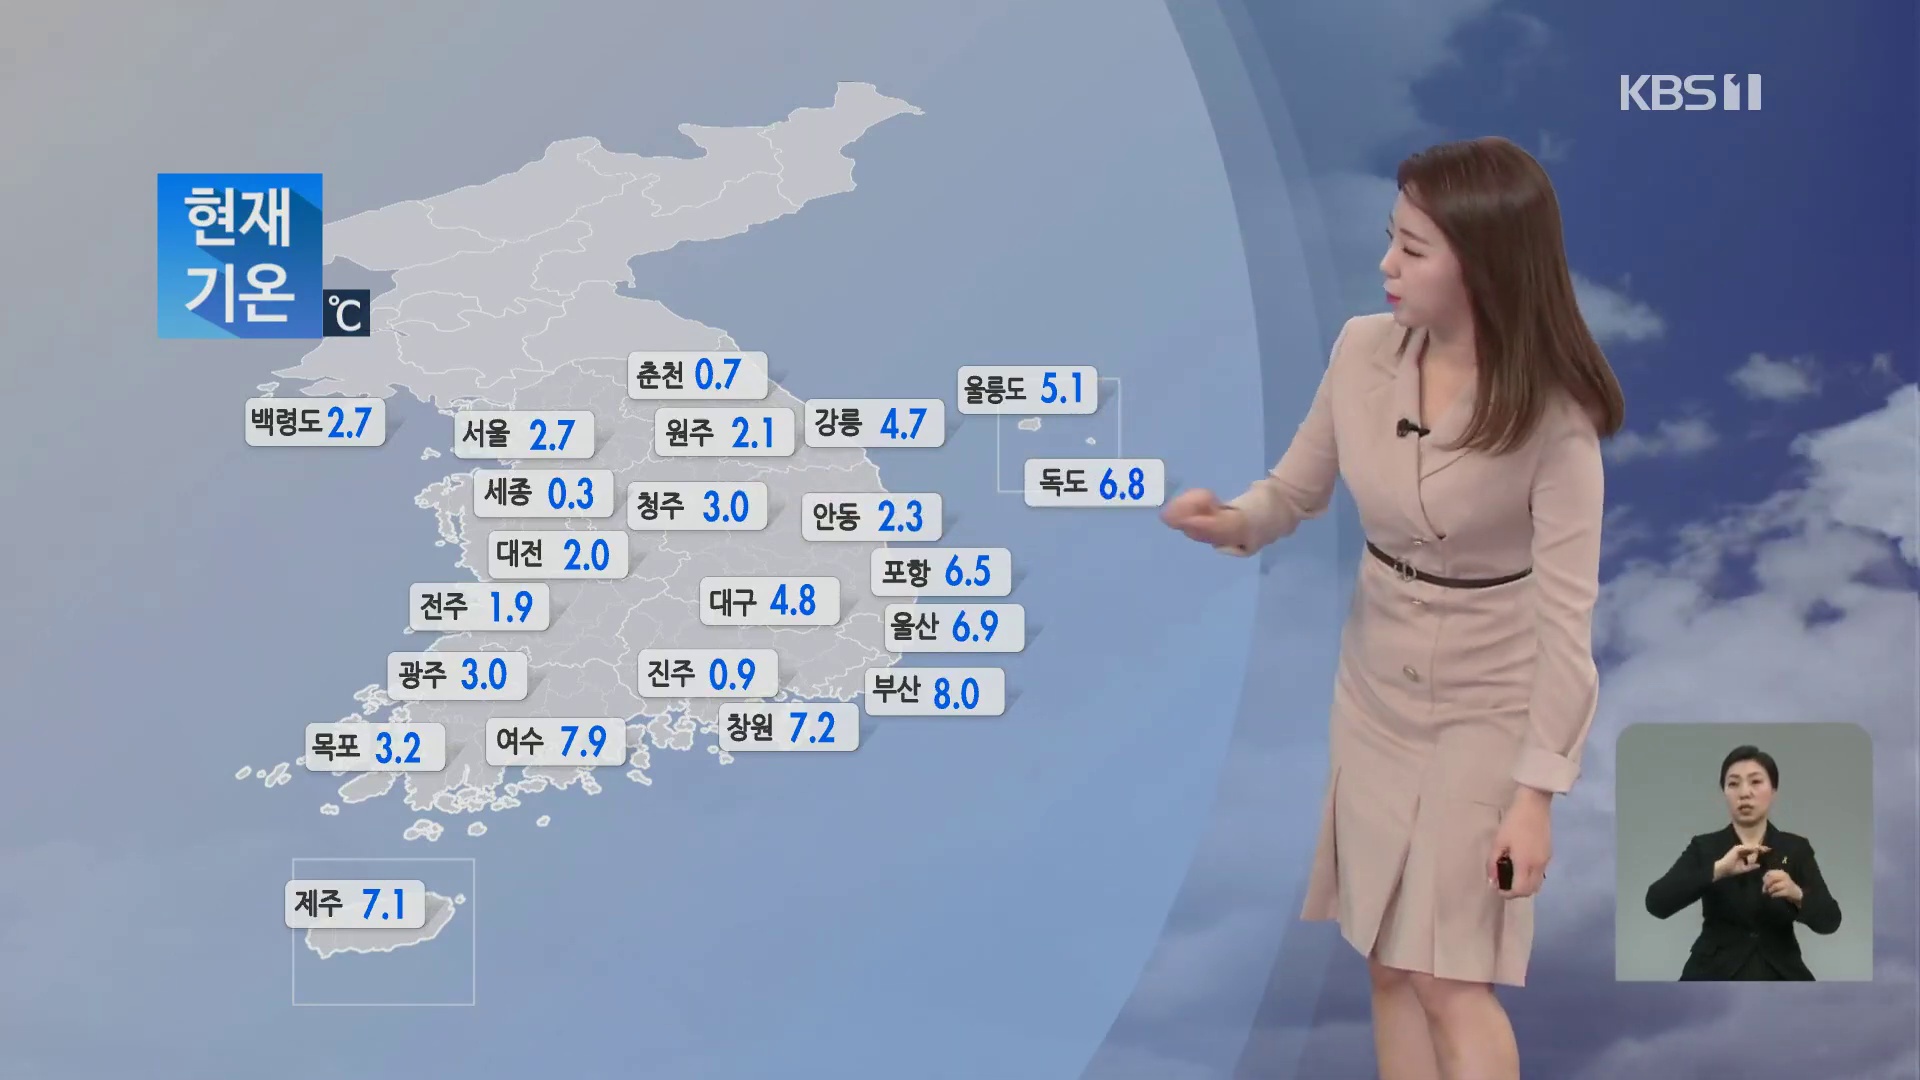 KBS 1
현재
기온
℃
춘천 0.7
울릉도 5.1
백령도 2.7
서울 2.7
원주 2.1
강릉 4.7
독도 6.8
세종 0.3
청주 3.0
안동 2.3
대전 2.0
포항 6.5
전주 1.9
대구 4.8
울산 6.9
광주 3.0
진주 0.9
부산 8.0
목포 3.2
여수 7.9
창원 7.2
제주 7.1